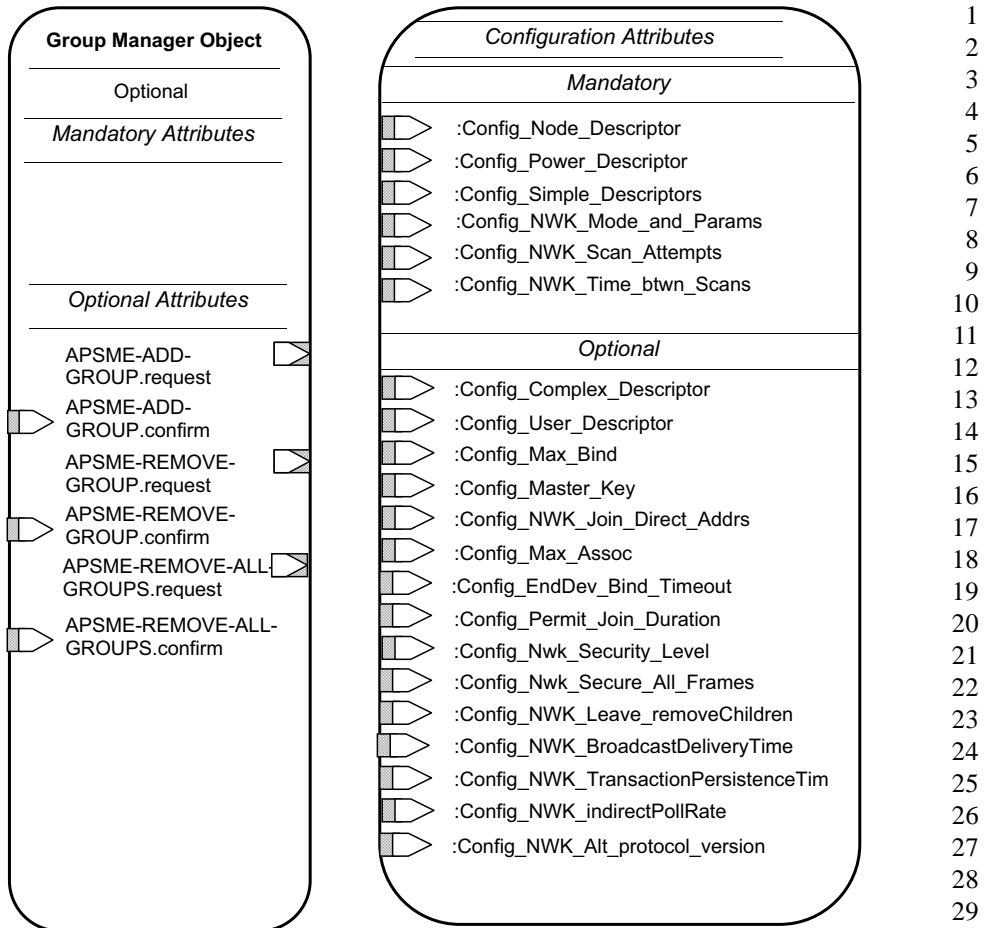 Group Manager Object
Optional
Mandatory Attributes
Optional Attributes
APSME-ADD-
GROUP.request
APSME-ADD-
GROUP.confirm
APSME-REMOVE-
GROUP.request
APSME-REMOVE-
GROUP.confirm
APSME-REMOVE-ALL-
GROUPS.request
APSME-REMOVE-ALL-
GROUPS.confirm
Configuration Attributes
Mandatory
:Config_Node_Descriptor
:Config_Power_Descriptor
:Config_Simple_Descriptors
:Config_NWK_Mode_and_Params
:Config_NWK_Scan_Attempts
:Config_NWK_Time_btwn_Scans
Optional
:Config_Complex_Descriptor
:Config_User_Descriptor
:Config_Max_Bind
:Config_Master_Key
:Config_NWK_Join_Direct_Addrs
:Config_Max_Assoc
:Config_EndDev_Bind_Timeout
:Config_Permit_Join_Duration
:Config_Nwk_Security_Level
:Config_Nwk_Secure_All_Frames
:Config_NWK_Leave_removeChildren
:Config_NWK_BroadcastDeliveryTime
:Config_NWK_TransactionPersistenceTim
:Config_NWK_indirectPollRate
:Config_NWK_Alt_protocol_version
1
2
3
4
5
6
7
8
9
10
11
12
13
14
15
16
17
18
19
20
21
22
23
24
25
26
27
28
29